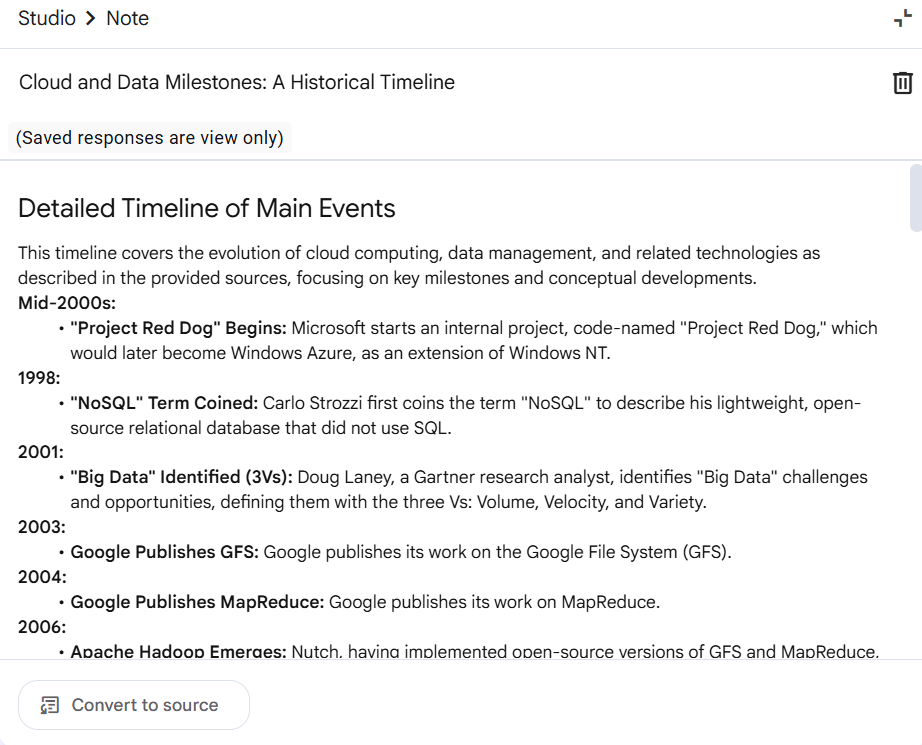 Studio > Note
Cloud and Data Milestones: A Historical Timeline
(Saved responses are view only)
Detailed Timeline of Main Events
This timeline covers the evolution of cloud computing, data management, and related technologies as
described in the provided sources, focusing on key milestones and conceptual developments.
Mid-2000s:
• "Project Red Dog" Begins: Microsoft starts an internal project, code-named "Project Red Dog," which
would later become Windows Azure, as an extension of Windows NT.
1998:
• "NoSQL" Term Coined: Carlo Strozzi first coins the term "NoSQL" to describe his lightweight, open-
source relational database that did not use SQL.
2001:
• "Big Data" Identified (3Vs): Doug Laney, a Gartner research analyst, identifies "Big Data" challenges
and opportunities, defining them with the three Vs: Volume, Velocity, and Variety.
2003:
• Google Publishes GFS: Google publishes its work on the Google File System (GFS).
2004:
• Google Publishes MapReduce: Google publishes its work on MapReduce.
2006:
• Apache Hadoop Emerges: Nutch, having implemented open-source versions of GFS and MapReduce,
Convert to source